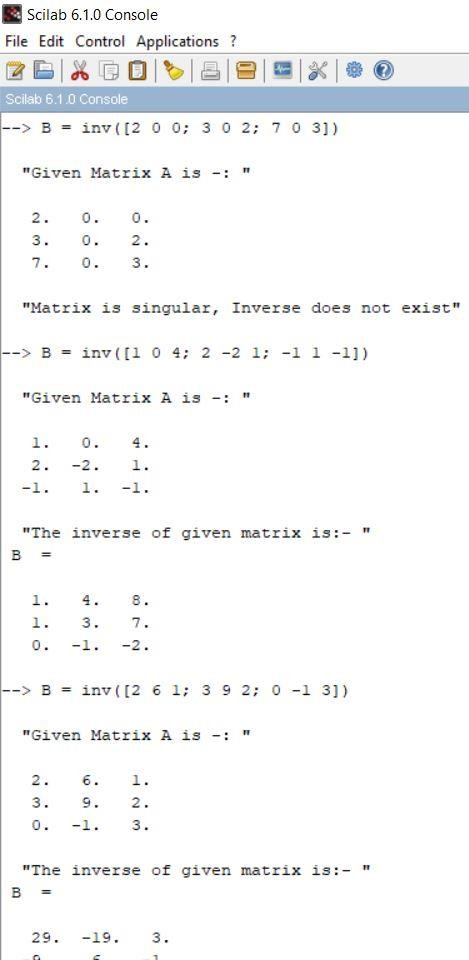 Scilab 6.1.0 Console
File Edit Control Applications ?
Scilab 6.1.0 Console
--> B = inv([2 0 0; 3 0 2; 7 0 3])
"Given Matrix A is -: "
2. 0. 0.
3. 0. 2.
7. 0. 3.
"Matrix is singular, Inverse does not exist"
--> B = inv([1 0 4; 2 -2 1; -1 1 -1])
"Given Matrix A is -: "
1. 0. 4.
2. -2. 1.
-1. 1. -1.
"The inverse of given matrix is:- "
B =
1. 4. 8.
1. 3. 7.
0. -1. -2.
--> B = inv([2 6 1; 3 9 2; 0 -1 3])
"Given Matrix A is -: "
2. 6. 1.
3. 9. 2.
0. -1. 3.
"The inverse of given matrix is:- "
B =
29. -19. 3.